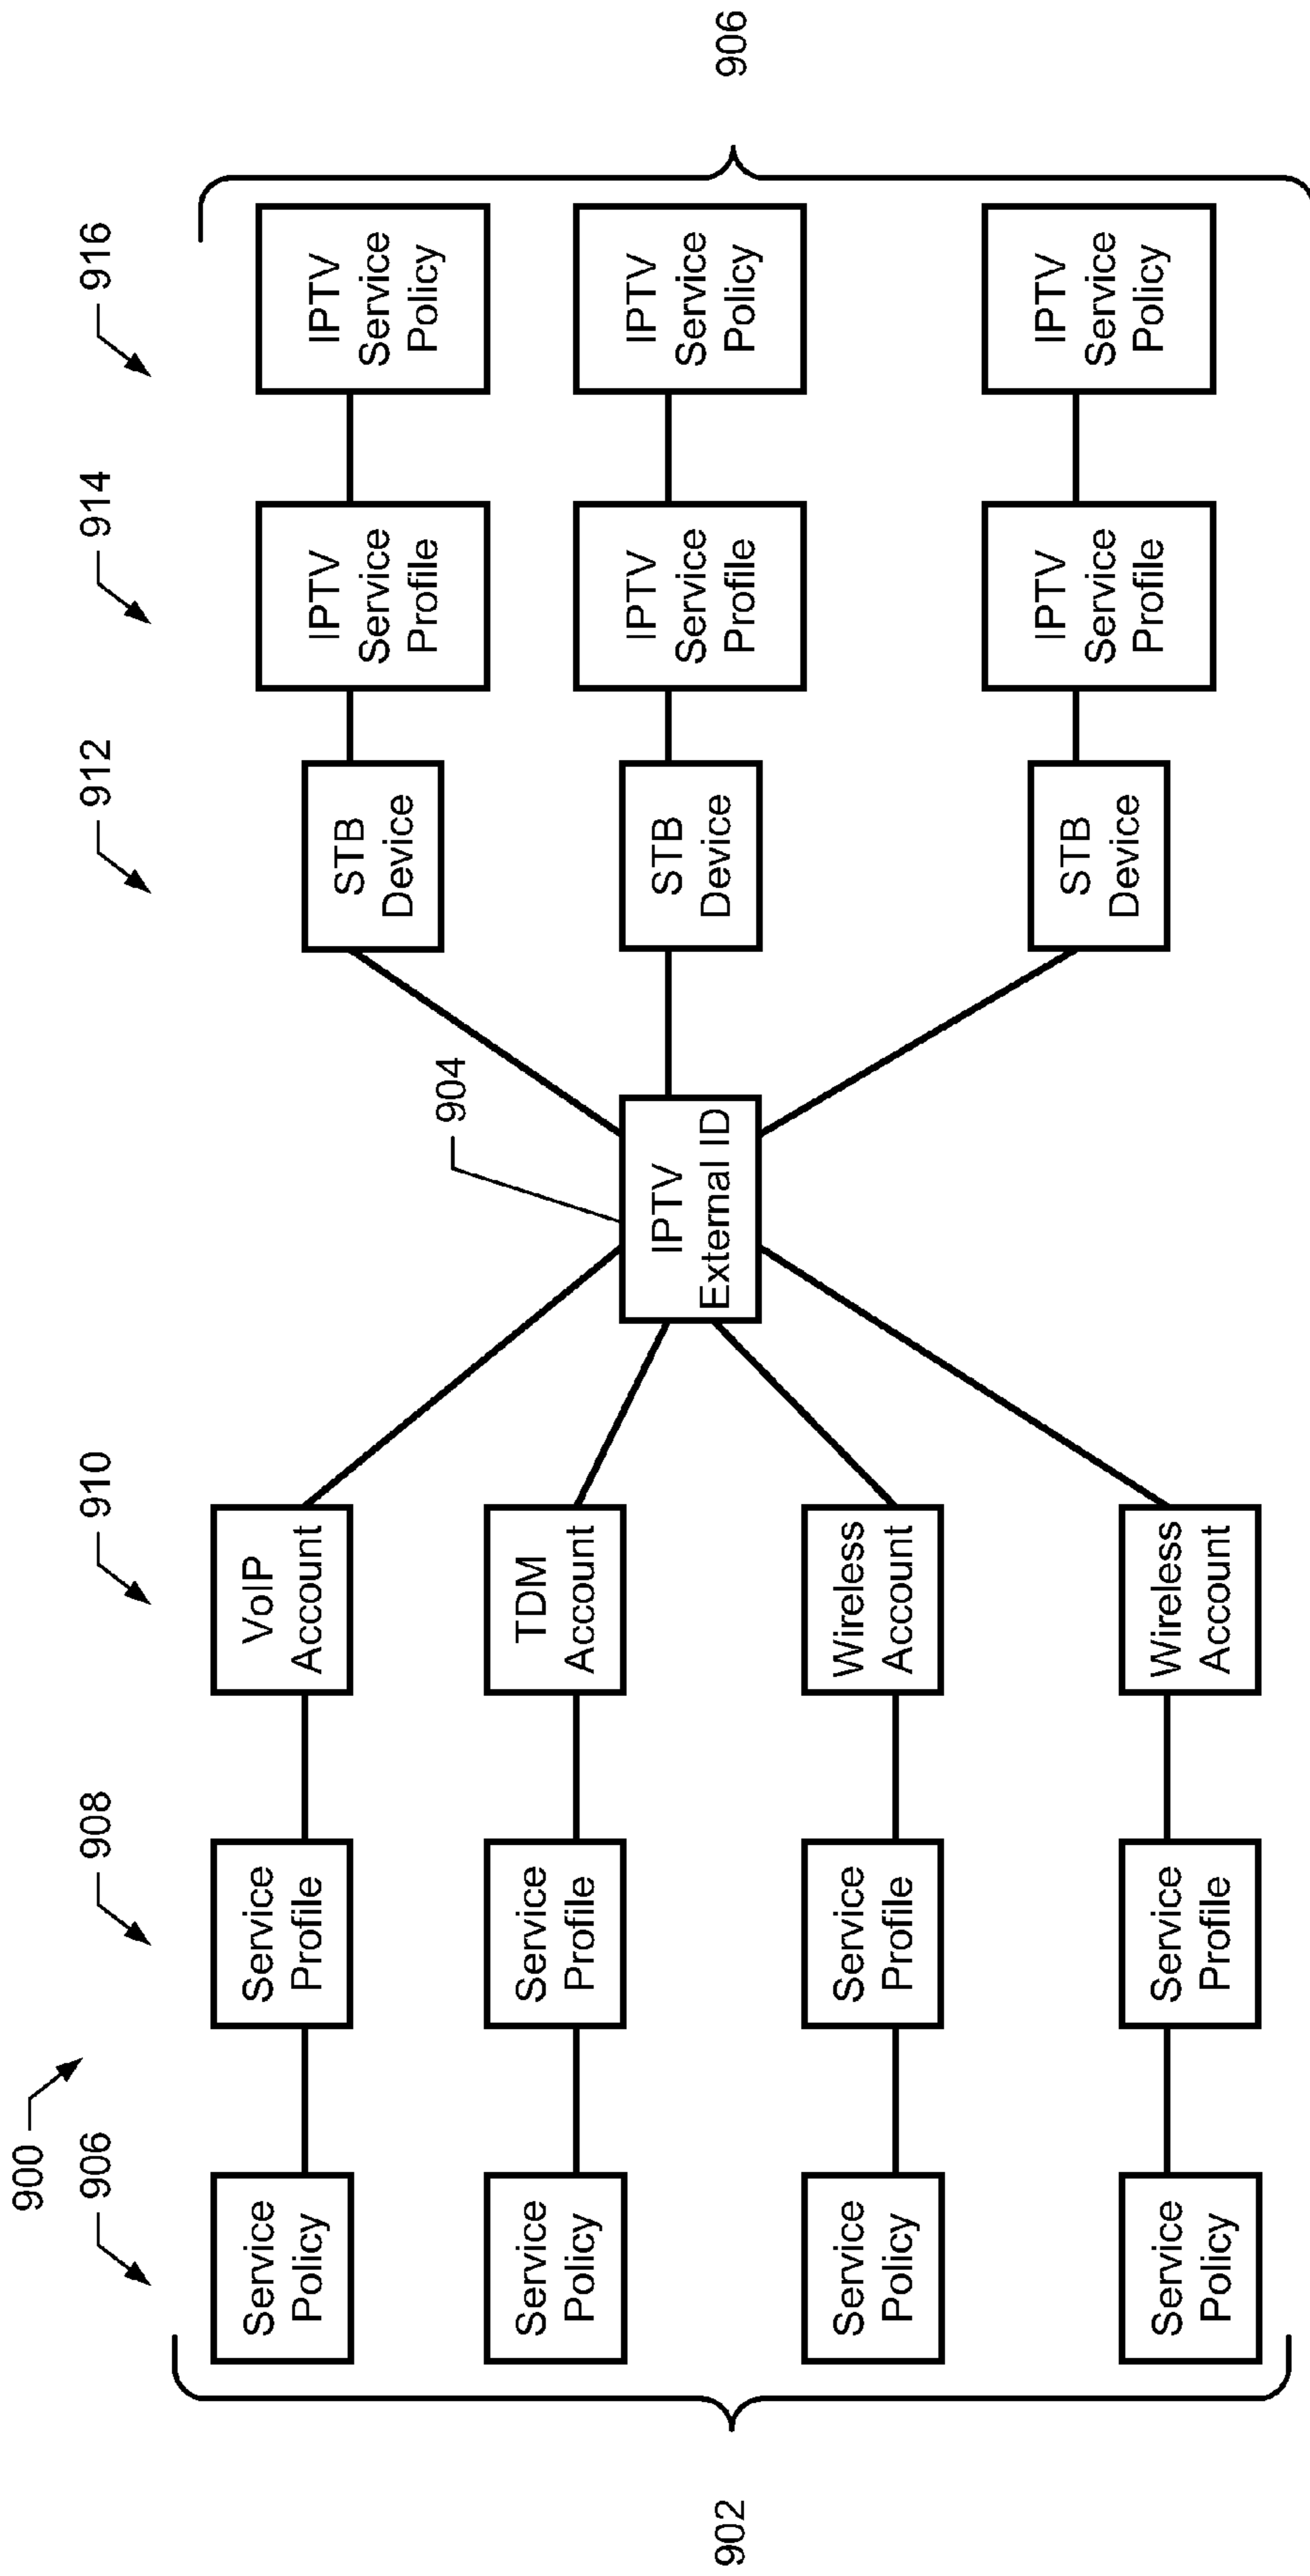 900
906
908
910
912
914
916
904
902
906
Service
Policy
Service
Profile
VoIP
Account
Service
Policy
Service
Profile
TDM
Account
Service
Policy
Service
Profile
Wireless
Account
Service
Policy
Service
Profile
Wireless
Account
IPTV
External ID
STB
Device
IPTV
Service
Profile
IPTV
Service
Policy
STB
Device
IPTV
Service
Profile
IPTV
Service
Policy
STB
Device
IPTV
Service
Profile
IPTV
Service
Policy